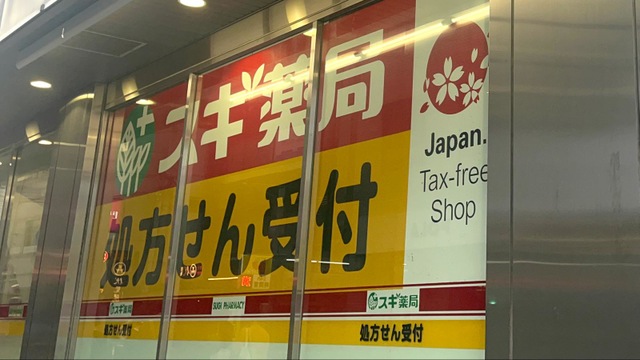 スギ薬局
処方せん受付
Japan.
Tax-free
Shop
スギ薬局
SUGI PHARMACY
スギ薬局
処方せん受付
処方せん受付